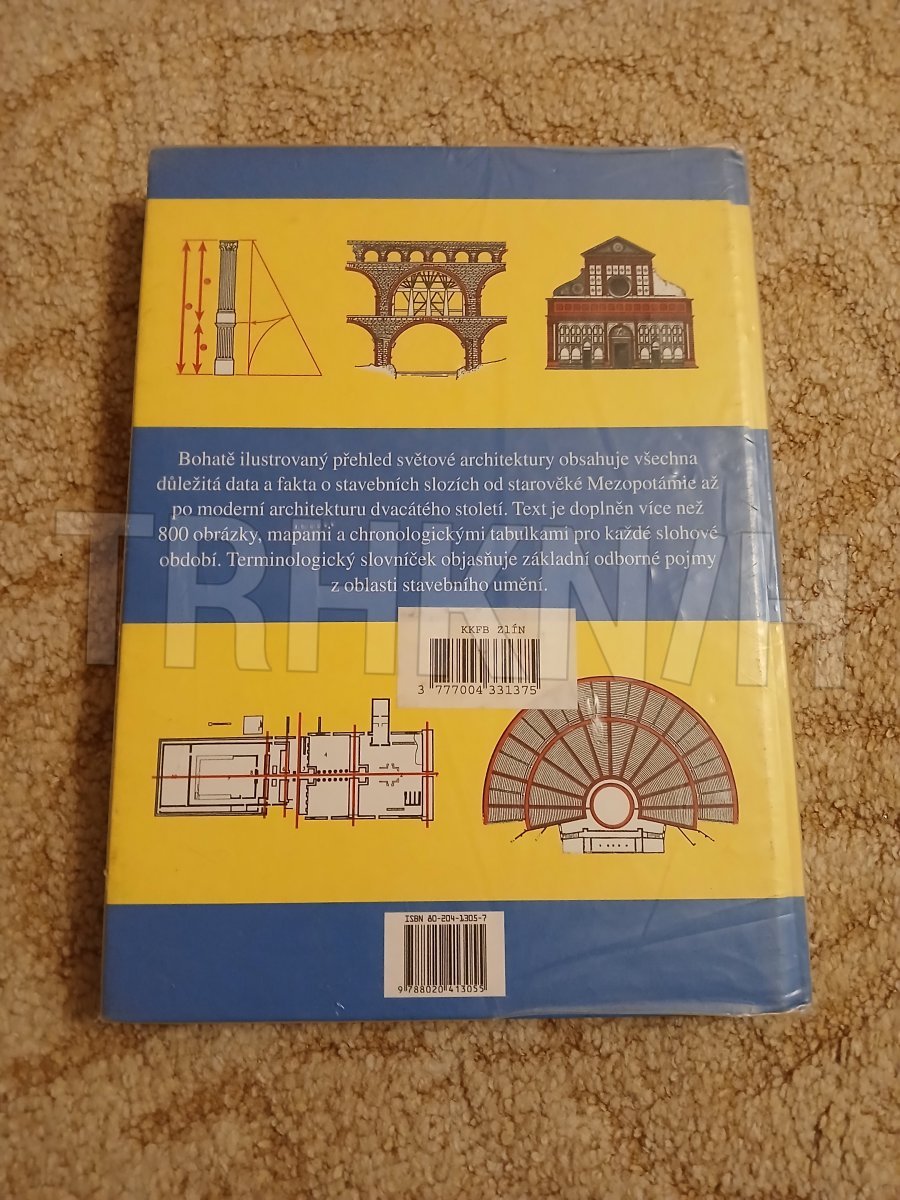 Bohatě ilustrovaný přehled světové architektury obsahuje všechna
důležitá data a fakta o stavebních slozích od starověké Mezopotámie až
po moderní architekturu dvacátého století. Text je doplněn více než
800 obrázky, mapami a chronologickými tabulkami pro každé slohové
období. Terminologický slovníček objasňuje základní odborné pojmy
z oblasti stavebního umění.
TRHKNIH
KKFB Zlín
3 777004 331375
4
ISBN 80-204-1305-7
9 788020 413055